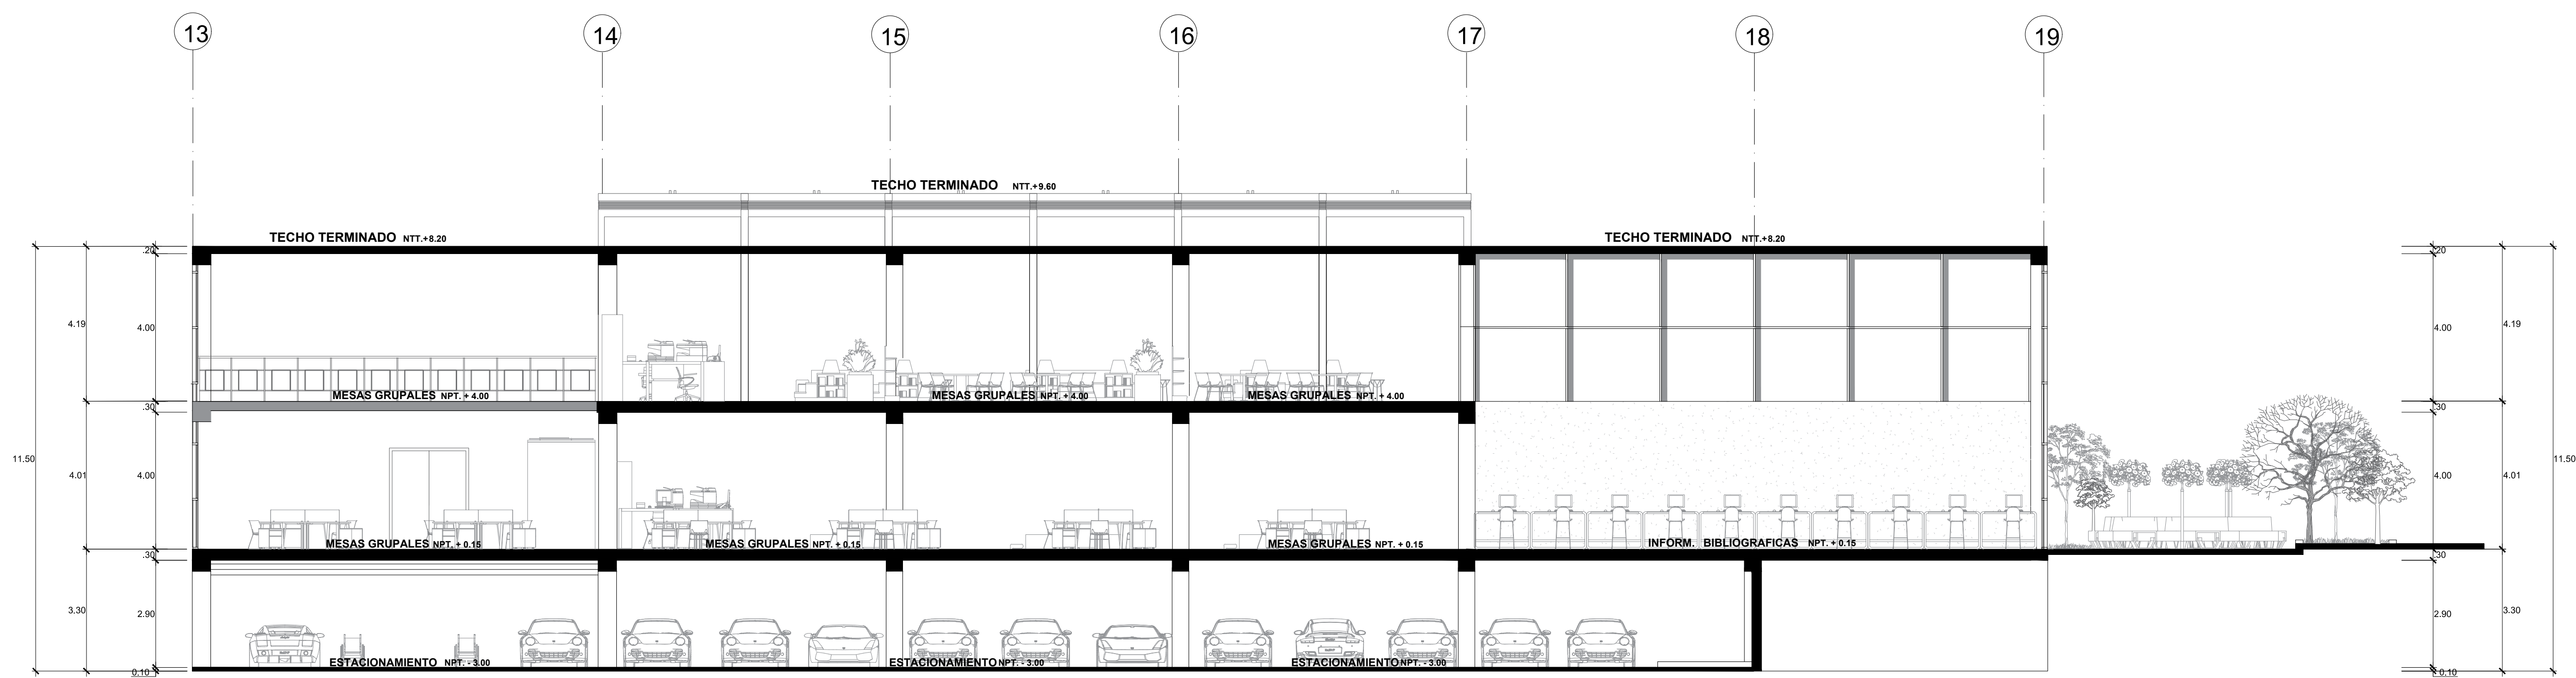 13 14 15 16 17 18 19
TECHO TERMINADO NTT.+9.60
TECHO TERMINADO NTT.+8.20 TECHO TERMINADO NTT.+8.20
.20 .20
4.19 4.00 4.00 4.19
MESAS GRUPALES NPT. + 4.00 MESAS GRUPALES NPT. + 4.00 MESAS GRUPALES NPT. + 4.00
.30 .30
11.50 11.50
4.01 4.00 4.00 4.01
MESAS GRUPALES NPT. + 0.15 MESAS GRUPALES NPT. + 0.15 MESAS GRUPALES NPT. + 0.15 INFORM. BIBLIOGRAFICAS NPT. + 0.15
.30 .30
3.30 2.90 2.90 3.30
ESTACIONAMIENTO NPT. - 3.00 ESTACIONAMIENTO NPT. - 3.00 ESTACIONAMIENTO NPT. - 3.00
0.10 0.10